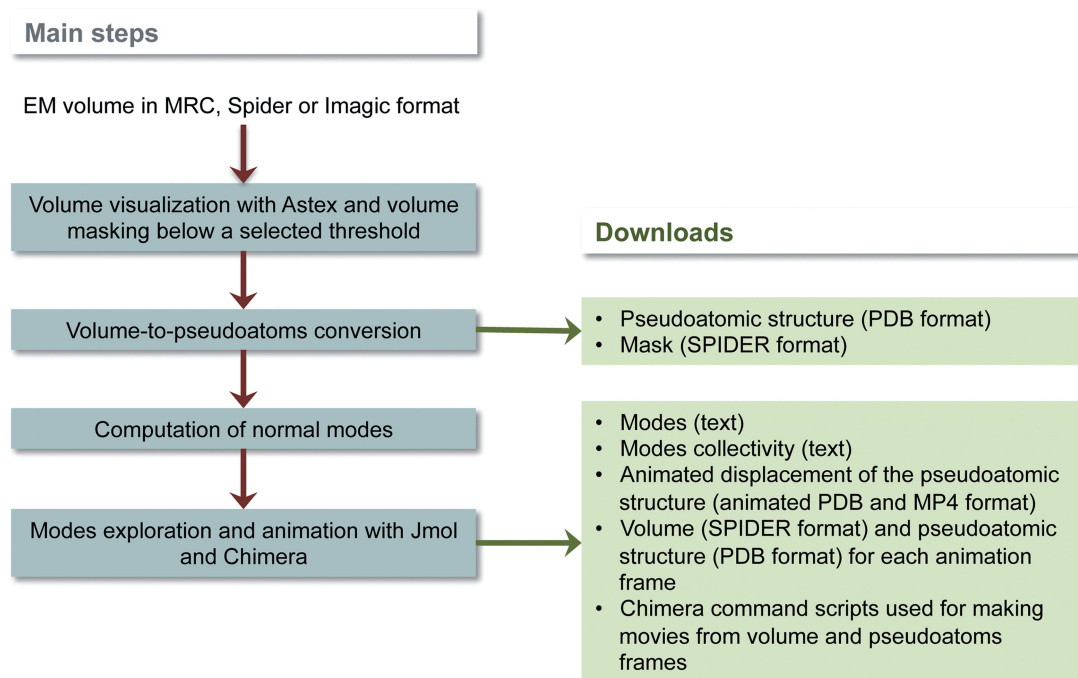 Main steps
EM volume in MRC, Spider or Imagic format
Volume visualization with Astex and volume
masking below a selected threshold
Volume-to-pseudoatoms conversion
Computation of normal modes
Modes exploration and animation with Jmol
and Chimera
Downloads
• Pseudoatomic structure (PDB format)
• Mask (SPIDER format)
• Modes (text)
• Modes collectivity (text)
• Animated displacement of the pseudoatomic
structure (animated PDB and MP4 format)
• Volume (SPIDER format) and pseudoatomic
structure (PDB format) for each animation
frame
• Chimera command scripts used for making
movies from volume and pseudoatoms
frames